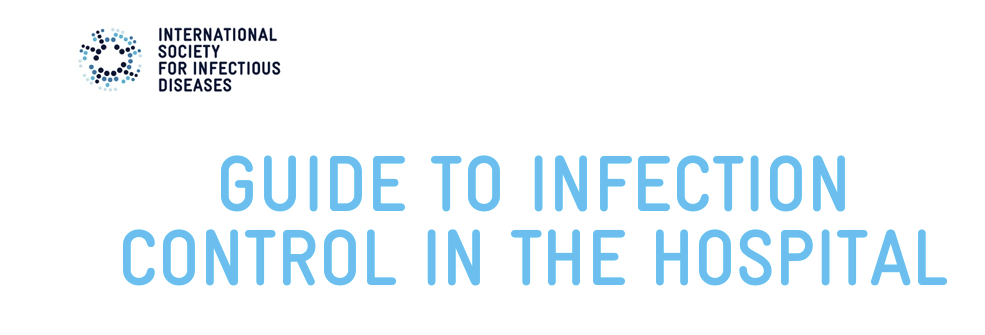 INTERNATIONAL
SOCIETY
FOR INFECTIOUS
DISEASES
GUIDE TO INFECTION
CONTROL IN THE HOSPITAL